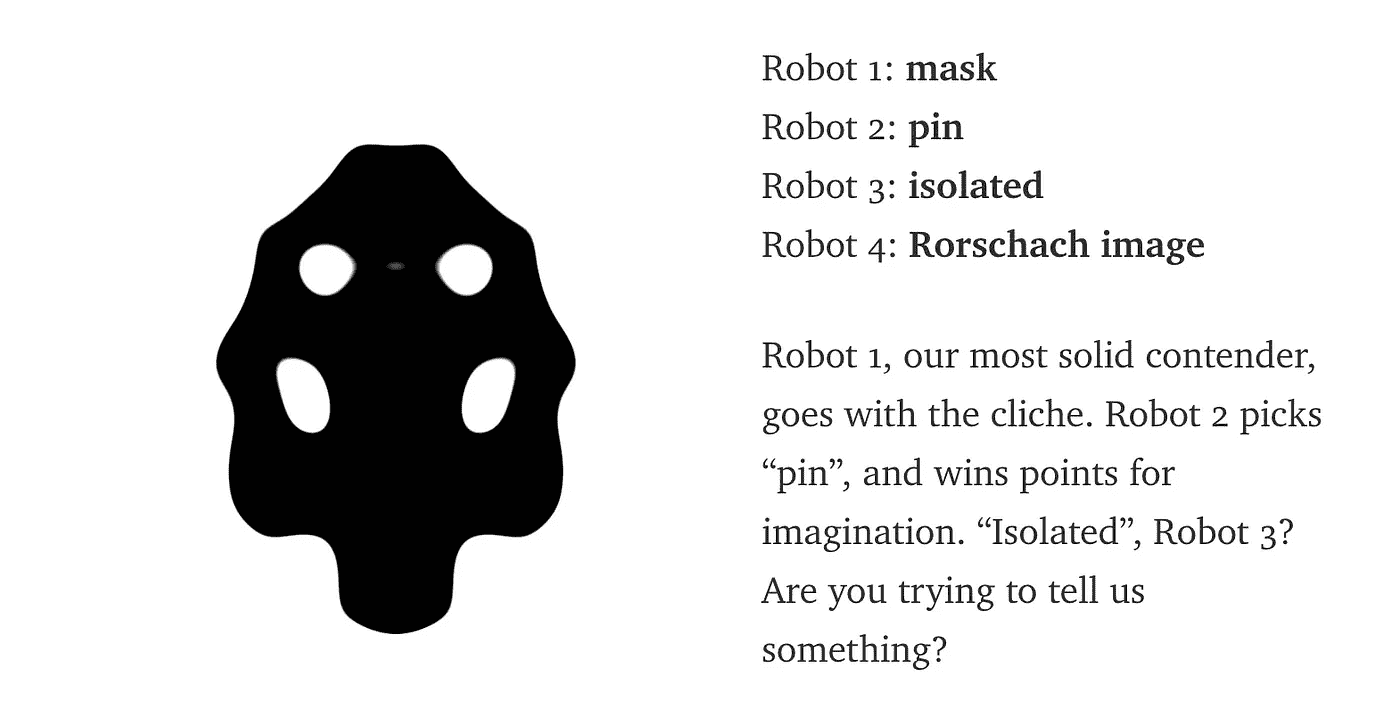 Robot 1: mask
Robot 2: pin
Robot 3: isolated
Robot 4: Rorschach image
Robot 1, our most solid contender,
goes with the cliche. Robot 2 picks
“pin”, and wins points for
imagination. “Isolated”, Robot 3?
Are you trying to tell us
something?